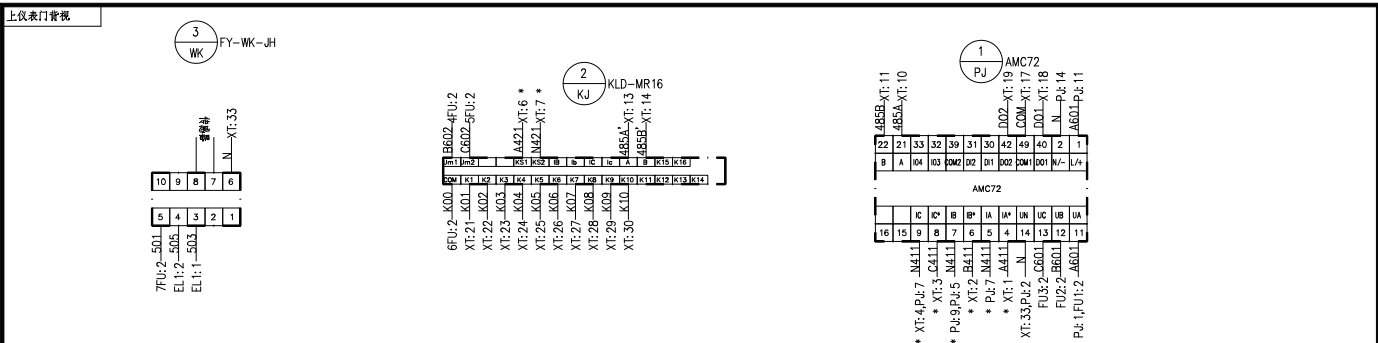 上仪表门背视
3
WK
FY-WK-JH
传感器
N
XT:33
10 9 8 7 6
5 4 3 2 1
501
505
503
7FU:2
EL1:2
EL1:1
2
KJ
KLD-MR16
4FU:2
5FU:2
XT:6 *
XT:7 *
XT:13
XT:14
B602
C602
A421
N421
485A'
485B'
Jm1 Jm2 KS1 KS2 IB Ib IC Ic A B K15 K16
COM K1 K2 K3 K4 K5 K6 K7 K8 K9 K10 K11 K12 K13 K14
K00 K01 K02 K03 K04 K05 K06 K07 K08 K09 K10
6FU:2
XT:21
XT:22
XT:23
XT:24
XT:25
XT:26
XT:27
XT:28
XT:29
XT:30
1
PJ
AMC72
XT:11
XT:10
XT:19
XT:17
XT:18
PJ:14
PJ:11
485B
485A
DO2
COM
DO1
N
A601
22 21 33 32 39 31 30 42 49 40 2 1
B A IO4 IO3 COM2 DI2 DI1 DO2 COM1 DO1 N/- L/+
AMC72
IC IC* IB IB* IA IA* UN UC UB UA
16 15 9 8 7 6 5 4 14 13 12 11
N411
C411
N411
B411
N411
A411
N
C601
B601
A601
* XT:4,PJ:7
* XT:3
* PJ:9,PJ:5
* XT:2
* PJ:7
* XT:1
XT:33,PJ:2
FU3:2
FU2:2
PJ:1,FU1:2